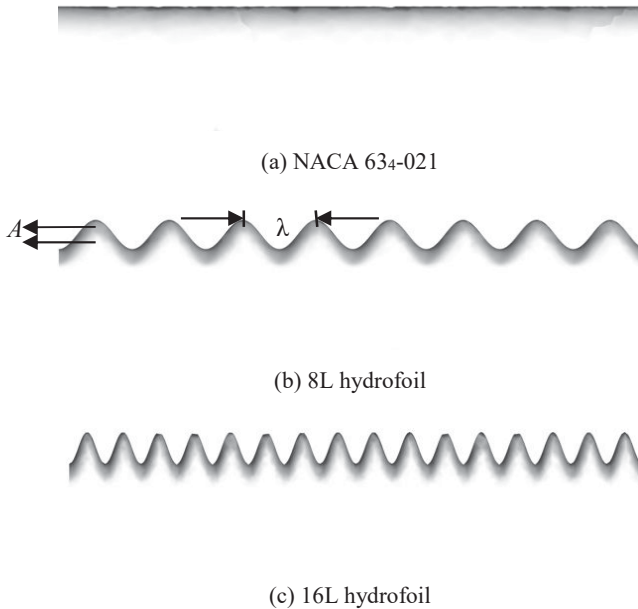 (a) NACA 63₄-021
A
λ
(b) 8L hydrofoil
(c) 16L hydrofoil